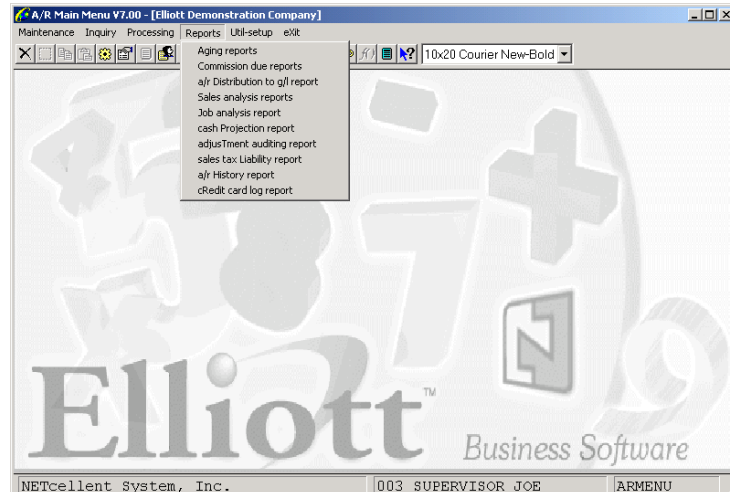 A/R Main Menu V7.00 - [Elliott Demonstration Company]
Maintenance Inquiry Processing Reports Util-setup eXit
10x20 Courier New-Bold
Aging reports
Commission due reports
a/r Distribution to g/l report
Sales analysis reports
Job analysis report
cash Projection report
adjusTment auditing report
sales tax Liability report
a/r History report
cRedit card log report
Elliott™
Business Software
NETcellent System, Inc. 003 SUPERVISOR JOE ARMENU